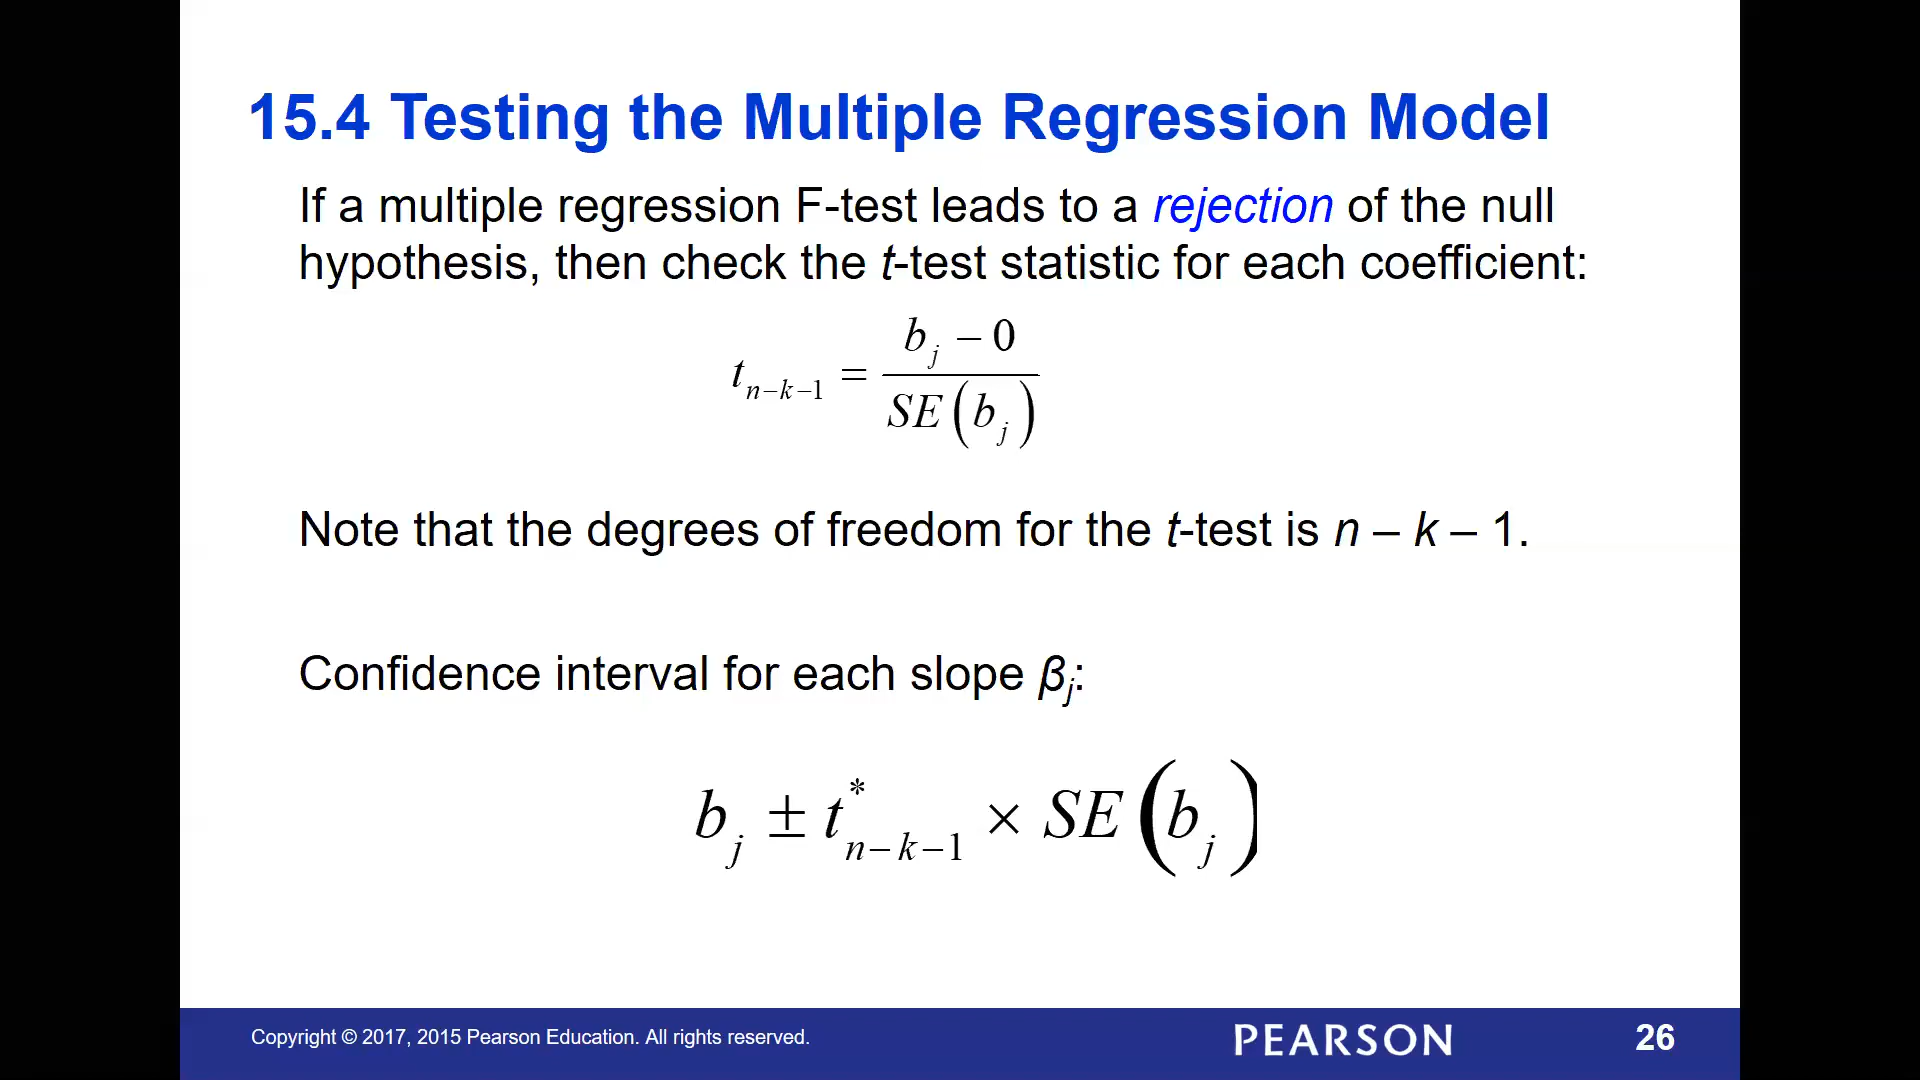 15.4 Testing the Multiple Regression Model
If a multiple regression F-test leads to a rejection of the null
hypothesis, then check the t-test statistic for each coefficient:
t_{n–k–1} = (b_j – 0) / SE(b_j)
Note that the degrees of freedom for the t-test is n – k – 1.
Confidence interval for each slope β_j:
b_j ± t*_{n–k–1} × SE(b_j)
Copyright © 2017, 2015 Pearson Education. All rights reserved.
PEARSON
26